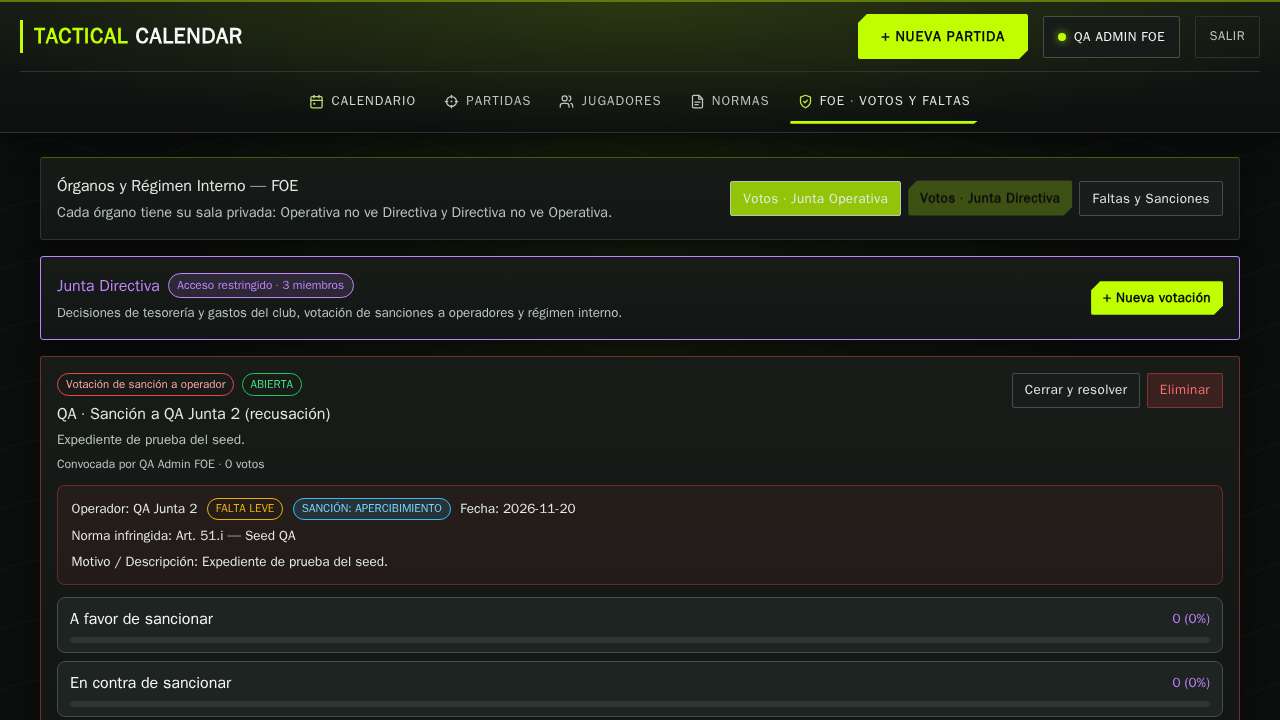 TACTICAL CALENDAR
+ NUEVA PARTIDA
QA ADMIN FOE
SALIR
CALENDARIO
PARTIDAS
JUGADORES
NORMAS
FOE · VOTOS Y FALTAS
Órganos y Régimen Interno — FOE
Cada órgano tiene su sala privada: Operativa no ve Directiva y Directiva no ve Operativa.
Votos · Junta Operativa
Votos · Junta Directiva
Faltas y Sanciones
Junta Directiva
Acceso restringido · 3 miembros
Decisiones de tesorería y gastos del club, votación de sanciones a operadores y régimen interno.
+ Nueva votación
Votación de sanción a operador
ABIERTA
Cerrar y resolver
Eliminar
QA · Sanción a QA Junta 2 (recusación)
Expediente de prueba del seed.
Convocada por QA Admin FOE · 0 votos
Operador: QA Junta 2
FALTA LEVE
SANCIÓN: APERCIBIMIENTO
Fecha: 2026-11-20
Norma infringida: Art. 51.i — Seed QA
Motivo / Descripción: Expediente de prueba del seed.
A favor de sancionar
0 (0%)
En contra de sancionar
0 (0%)